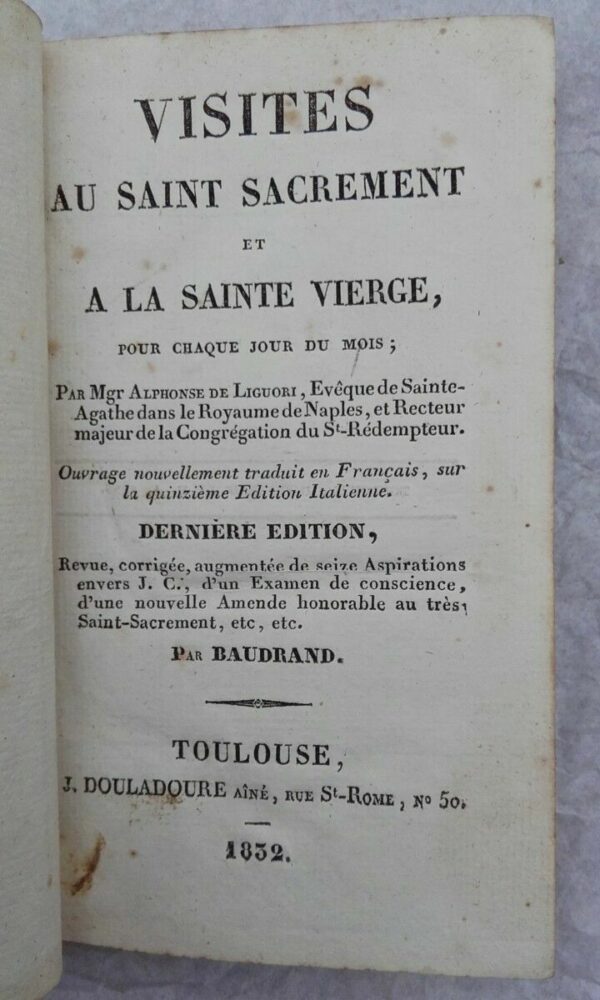 VISITES
AU SAINT SACREMENT
ET
A LA SAINTE VIERGE,
POUR CHAQUE JOUR DU MOIS ;
PAR Mgr ALPHONSE DE LIGUORI, Evêque de Sainte-
Agathe dans le Royaume de Naples, et Recteur
majeur de la Congrégation du St-Rédempteur.
Ouvrage nouvellement traduit en Français, sur
la quinzième Edition Italienne.
DERNIÈRE EDITION,
Revue, corrigée, augmentée de seize Aspirations
envers J. C., d'un Examen de conscience,
d'une nouvelle Amende honorable au très,
Saint-Sacrement, etc, etc.
PAR BAUDRAND.
TOULOUSE,
J. DOULADOURE AÎNÉ, RUE St-ROME, No 50.
1832.